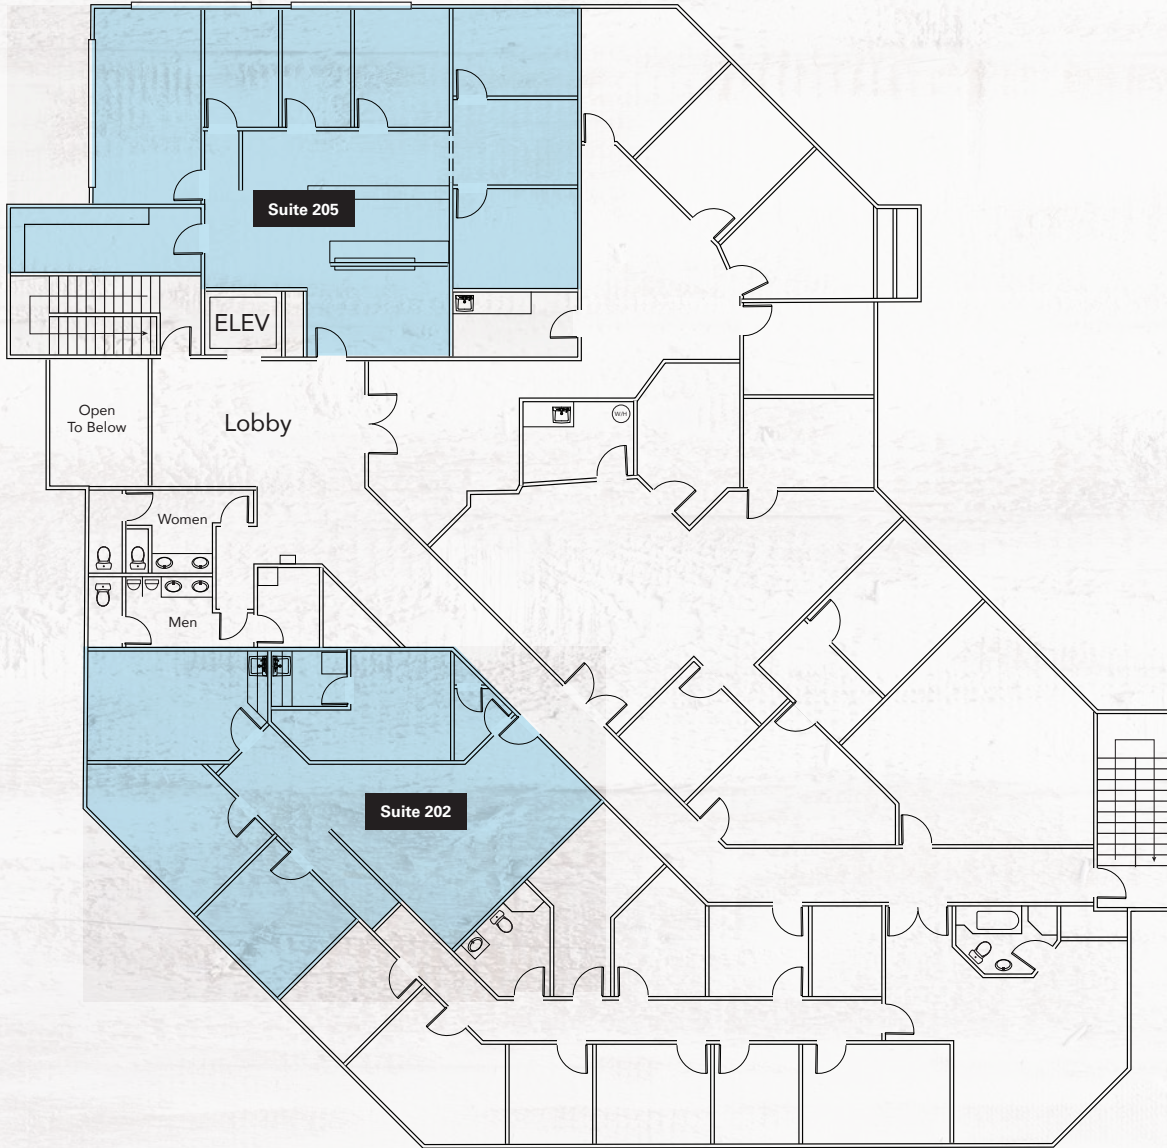 Suite 205
ELEV
Open
To Below
Lobby
W/H
Women
Men
Suite 202